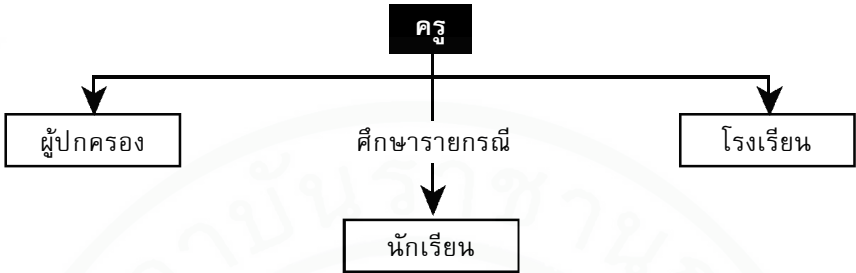 ครู
ผู้ปกครอง
ศึกษารายกรณี
โรงเรียน
นักเรียน